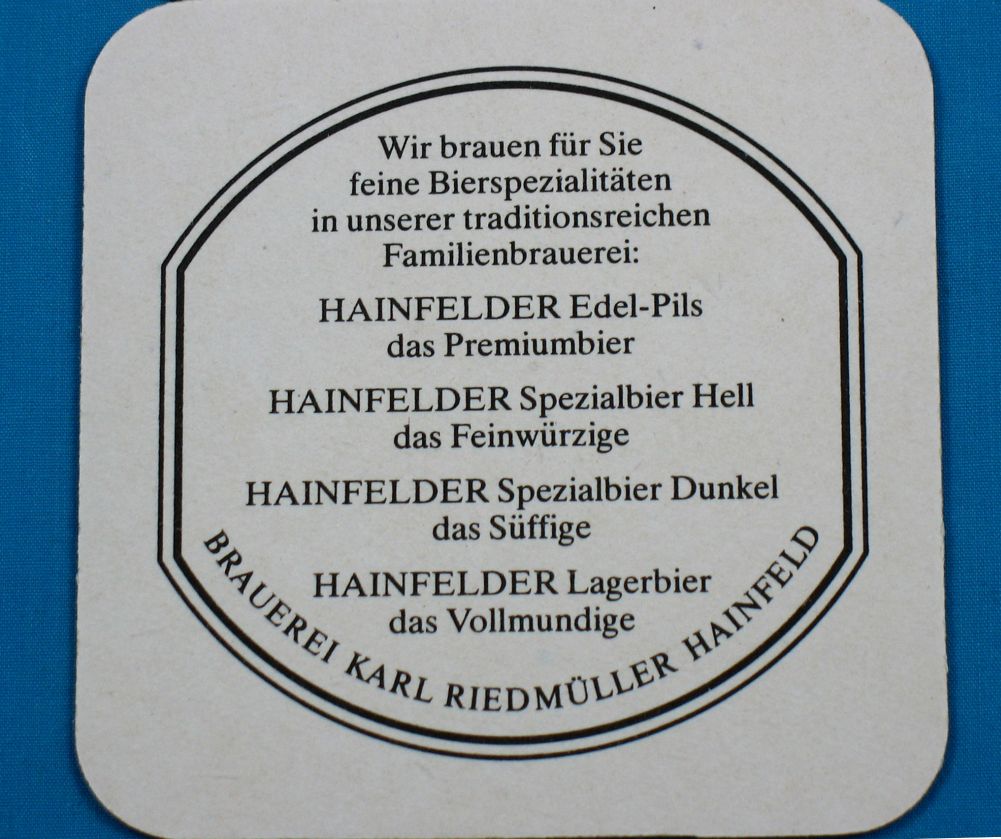 Wir brauen für Sie
feine Bierspezialitäten
in unserer traditionsreichen
Familienbrauerei:
HAINFELDER Edel-Pils
das Premiumbier
HAINFELDER Spezialbier Hell
das Feinwürzige
HAINFELDER Spezialbier Dunkel
das Süffige
HAINFELDER Lagerbier
das Vollmundige
BRAUEREI KARL RIEDMÜLLER HAINFELD